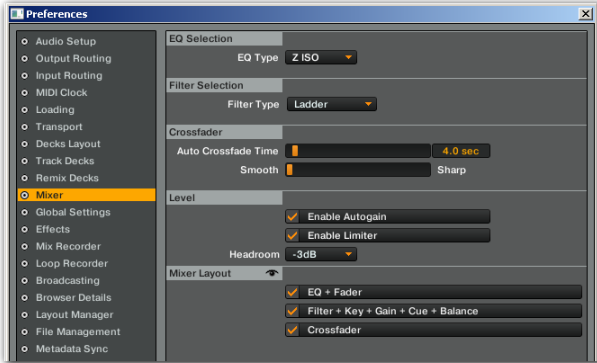 Preferences
Audio Setup
Output Routing
Input Routing
MIDI Clock
Loading
Transport
Decks Layout
Track Decks
Remix Decks
Mixer
Global Settings
Effects
Mix Recorder
Loop Recorder
Broadcasting
Browser Details
Layout Manager
File Management
Metadata Sync
EQ Selection
EQ Type Z ISO
Filter Selection
Filter Type Ladder
Crossfader
Auto Crossfade Time 4.0 sec
Smooth Sharp
Level
Enable Autogain
Enable Limiter
Headroom -3dB
Mixer Layout
EQ + Fader
Filter + Key + Gain + Cue + Balance
Crossfader